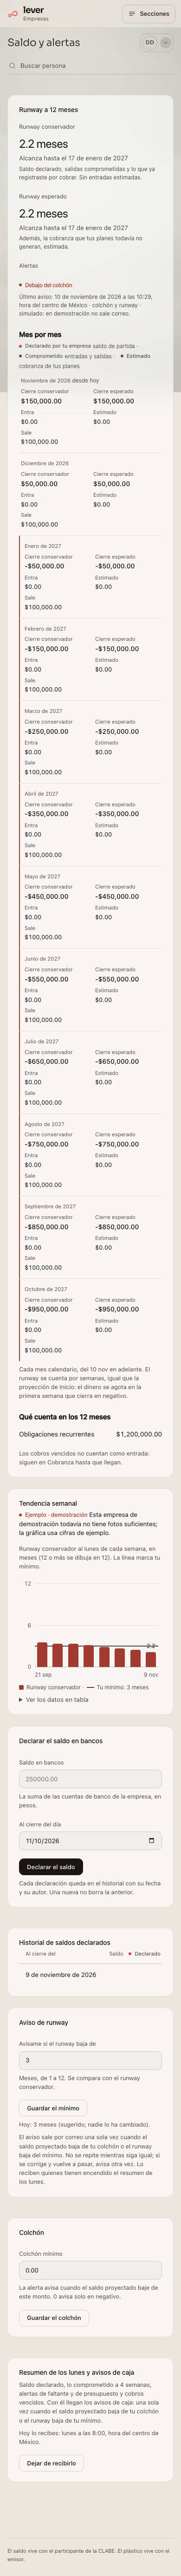 lever
Empresas
Secciones
Saldo y alertas
DD
Buscar persona
Runway a 12 meses
Runway conservador
2.2 meses
Alcanza hasta el 17 de enero de 2027
Saldo declarado, salidas comprometidas y lo que ya
registraste por cobrar. Sin entradas estimadas.
Runway esperado
2.2 meses
Alcanza hasta el 17 de enero de 2027
Además, la cobranza que tus planes todavía no
generan, estimada.
Alertas
Debajo del colchón
Último aviso: 10 de noviembre de 2026 a las 10:29,
hora del centro de México · colchón y runway ·
simulado: en demostración no sale correo.
Mes por mes
Declarado por tu empresa saldo de partida ·
Comprometido entradas y salidas · Estimado
cobranza de tus planes
Noviembre de 2026 desde hoy
Cierre conservador Cierre esperado
$150,000.00 $150,000.00
Entra Estimado
$0.00 $0.00
Sale
$100,000.00
Diciembre de 2026
Cierre conservador Cierre esperado
$50,000.00 $50,000.00
Entra Estimado
$0.00 $0.00
Sale
$100,000.00
Enero de 2027
Cierre conservador Cierre esperado
-$50,000.00 -$50,000.00
Entra Estimado
$0.00 $0.00
Sale
$100,000.00
Febrero de 2027
Cierre conservador Cierre esperado
-$150,000.00 -$150,000.00
Entra Estimado
$0.00 $0.00
Sale
$100,000.00
Marzo de 2027
Cierre conservador Cierre esperado
-$250,000.00 -$250,000.00
Entra Estimado
$0.00 $0.00
Sale
$100,000.00
Abril de 2027
Cierre conservador Cierre esperado
-$350,000.00 -$350,000.00
Entra Estimado
$0.00 $0.00
Sale
$100,000.00
Mayo de 2027
Cierre conservador Cierre esperado
-$450,000.00 -$450,000.00
Entra Estimado
$0.00 $0.00
Sale
$100,000.00
Junio de 2027
Cierre conservador Cierre esperado
-$550,000.00 -$550,000.00
Entra Estimado
$0.00 $0.00
Sale
$100,000.00
Julio de 2027
Cierre conservador Cierre esperado
-$650,000.00 -$650,000.00
Entra Estimado
$0.00 $0.00
Sale
$100,000.00
Agosto de 2027
Cierre conservador Cierre esperado
-$750,000.00 -$750,000.00
Entra Estimado
$0.00 $0.00
Sale
$100,000.00
Septiembre de 2027
Cierre conservador Cierre esperado
-$850,000.00 -$850,000.00
Entra Estimado
$0.00 $0.00
Sale
$100,000.00
Octubre de 2027
Cierre conservador Cierre esperado
-$950,000.00 -$950,000.00
Entra Estimado
$0.00 $0.00
Sale
$100,000.00
Cada mes calendario, del 10 nov en adelante. El
runway se cuenta por semanas, igual que la
proyección de Inicio: el dinero se agota en la
primera semana que cierra en negativo.
Qué cuenta en los 12 meses
Obligaciones recurrentes $1,200,000.00
Los cobros vencidos no cuentan como entrada:
siguen en Cobranza hasta que llegan.
Tendencia semanal
Ejemplo · demostración Esta empresa de
demostración todavía no tiene fotos suficientes;
la gráfica usa cifras de ejemplo.
Runway conservador al lunes de cada semana, en
meses (12 o más se dibuja en 12). La línea marca tu
mínimo.
12
6
0
2.2
21 sep 9 nov
Runway conservador · Tu mínimo: 3 meses
Ver los datos en tabla
Declarar el saldo en bancos
Saldo en bancos
250000.00
La suma de las cuentas de banco de la empresa, en
pesos.
Al cierre del día
11/10/2026
Declarar el saldo
Cada declaración queda en el historial con su fecha
y su autor. Una nueva no borra la anterior.
Historial de saldos declarados
Al cierre del Saldo Declarado
9 de noviembre de 2026
Aviso de runway
Avísame si el runway baja de
3
Meses, de 1 a 12. Se compara con el runway
conservador.
Guardar el mínimo
Hoy: 3 meses (sugerido; nadie lo ha cambiado).
El aviso sale por correo una sola vez cuando el
saldo proyectado baja de tu colchón o el runway
baja del mínimo. No se repite mientras siga igual; si
se corrige y vuelve a pasar, avisa otra vez. Lo
reciben quienes tienen encendido el resumen de
los lunes.
Colchón
Colchón mínimo
0.00
La alerta avisa cuando el saldo proyectado baje de
este monto. 0 avisa solo en negativo.
Guardar el colchón
Resumen de los lunes y avisos de caja
Saldo declarado, lo comprometido a 4 semanas,
alertas de faltante y de presupuesto y cobros
vencidos. Con él llegan los avisos de caja: una sola
vez cuando el saldo proyectado baja de tu colchón
o el runway baja de tu mínimo.
Hoy lo recibes: lunes a las 8:00, hora del centro de
México.
Dejar de recibirlo
El saldo vive con el participante de la CLABE. El plástico vive con el
emisor.